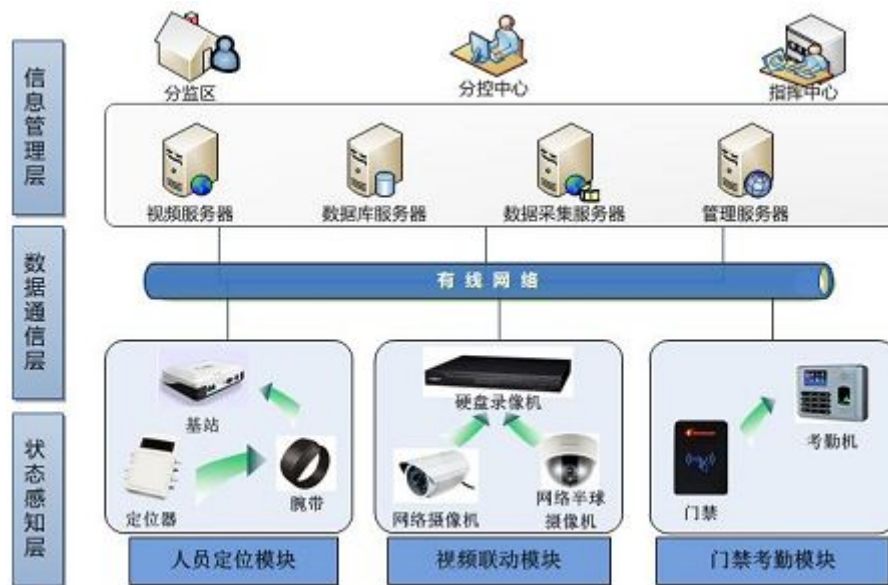 信息管理层
分监区
分控中心
指挥中心
视频服务器
数据库服务器
数据采集服务器
管理服务器
数据通信层
有线网络
状态感知层
基站
定位器
腕带
人员定位模块
硬盘录像机
网络摄像机
网络半球
摄像机
视频联动模块
考勤机
门禁
门禁考勤模块